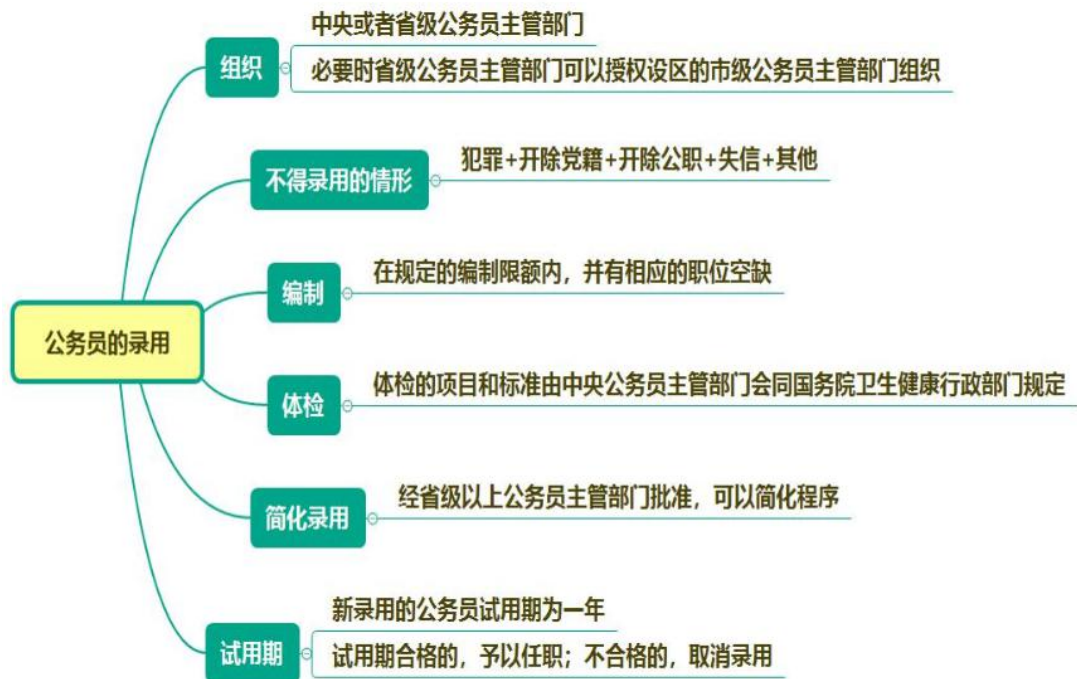 公务员的录用
组织
中央或者省级公务员主管部门
必要时省级公务员主管部门可以授权设区的市级公务员主管部门组织
不得录用的情形
犯罪+开除党籍+开除公职+失信+其他
编制
在规定的编制限额内，并有相应的职位空缺
体检
体检的项目和标准由中央公务员主管部门会同国务院卫生健康行政部门规定
简化录用
经省级以上公务员主管部门批准，可以简化程序
试用期
新录用的公务员试用期为一年
试用期合格的，予以任职；不合格的，取消录用